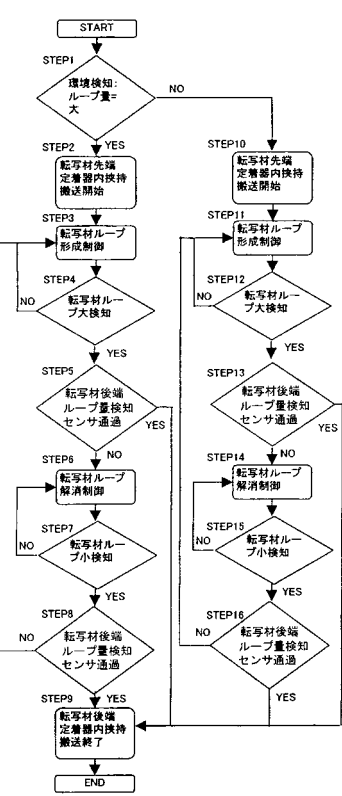 START
STEP1
環境検知:
ループ量=
大
NO
YES
STEP2
転写材先端
定着器内挟持
搬送開始
STEP3
転写材ループ
形成制御
STEP4
転写材ルー
プ大検知
NO
YES
STEP5
転写材後端
ループ量検知
センサ通過
YES
NO
STEP6
転写材ループ
解消制御
STEP7
転写材ルー
プ小検知
NO
YES
STEP8
転写材後端
ループ量検知
センサ通過
NO
YES
STEP9
転写材後端
定着器内挟持
搬送終了
END
STEP10
転写材先端
定着器内挟持
搬送開始
STEP11
転写材ループ
形成制御
STEP12
転写材ルー
プ大検知
NO
YES
STEP13
転写材後端
ループ量検知
センサ通過
YES
NO
STEP14
転写材ループ
解消制御
STEP15
転写材ルー
プ小検知
NO
YES
STEP16
転写材後端
ループ量検知
センサ通過
NO
YES